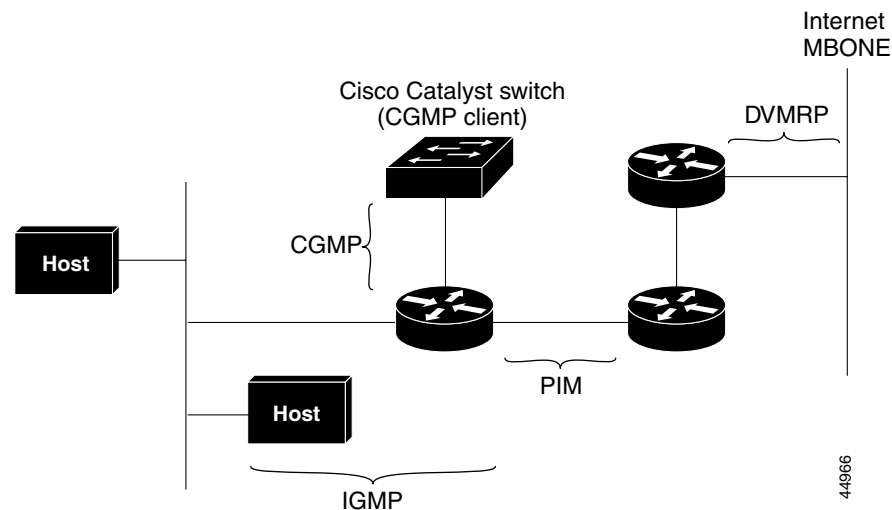 Internet
MBONE
Cisco Catalyst switch
(CGMP client)
DVMRP
CGMP
Host
PIM
Host
IGMP
44966